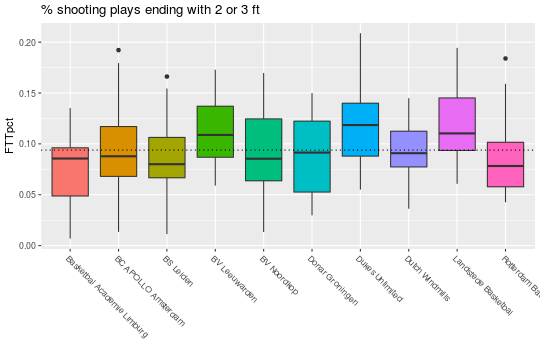 % shooting plays ending with 2 or 3 ft
FTTpct
0.20
0.15
0.10
0.05
0.00
Basketbal Academie Limburg
BC APOLLO Amsterdam
BS Leiden
BV Leeuwarden
BV Noordkop
Donar Groningen
Dukes Unlimited
Dutch Windmills
Landstede Basketbal
Rotterdam Bas